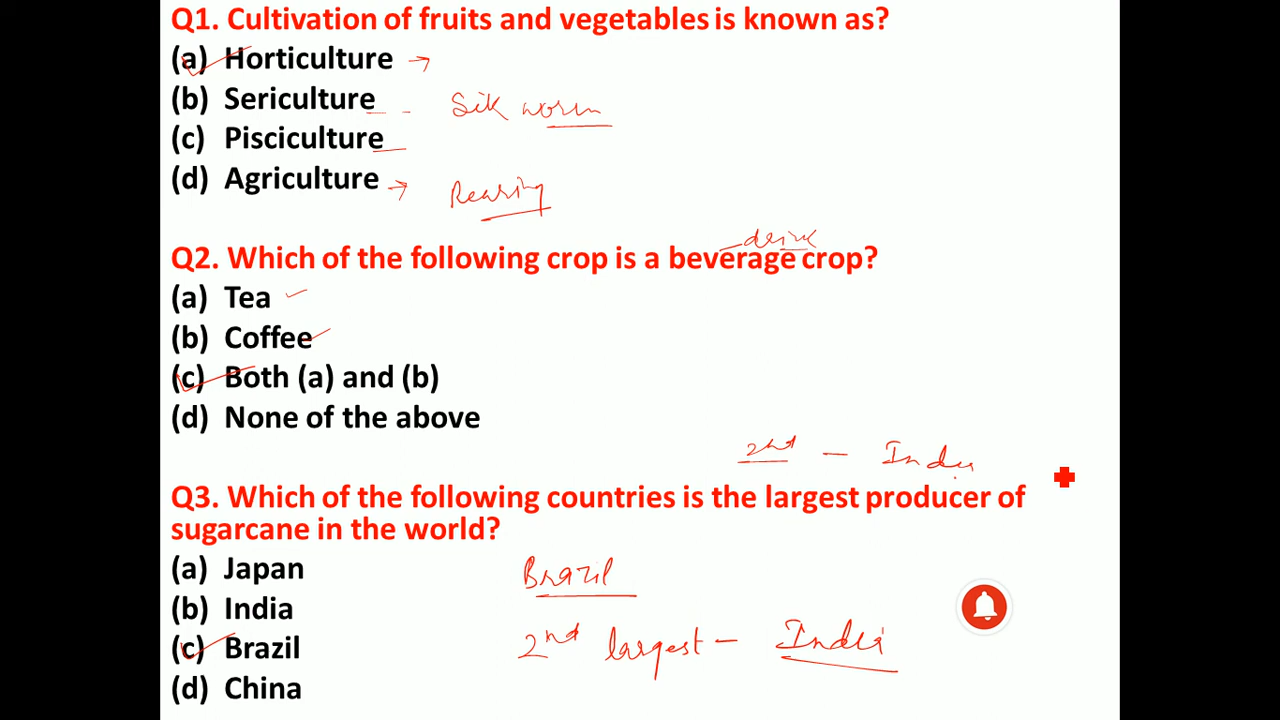 Q1. Cultivation of fruits and vegetables is known as?
(a) Horticulture →
(b) Sericulture - Silk worm
(c) Pisciculture
(d) Agriculture → Rearing
drink
Q2. Which of the following crop is a beverage crop?
(a) Tea
(b) Coffee
(c) Both (a) and (b)
(d) None of the above
2nd - India
Q3. Which of the following countries is the largest producer of
sugarcane in the world?
(a) Japan Brazil
(b) India
(c) Brazil 2nd largest - India
(d) China